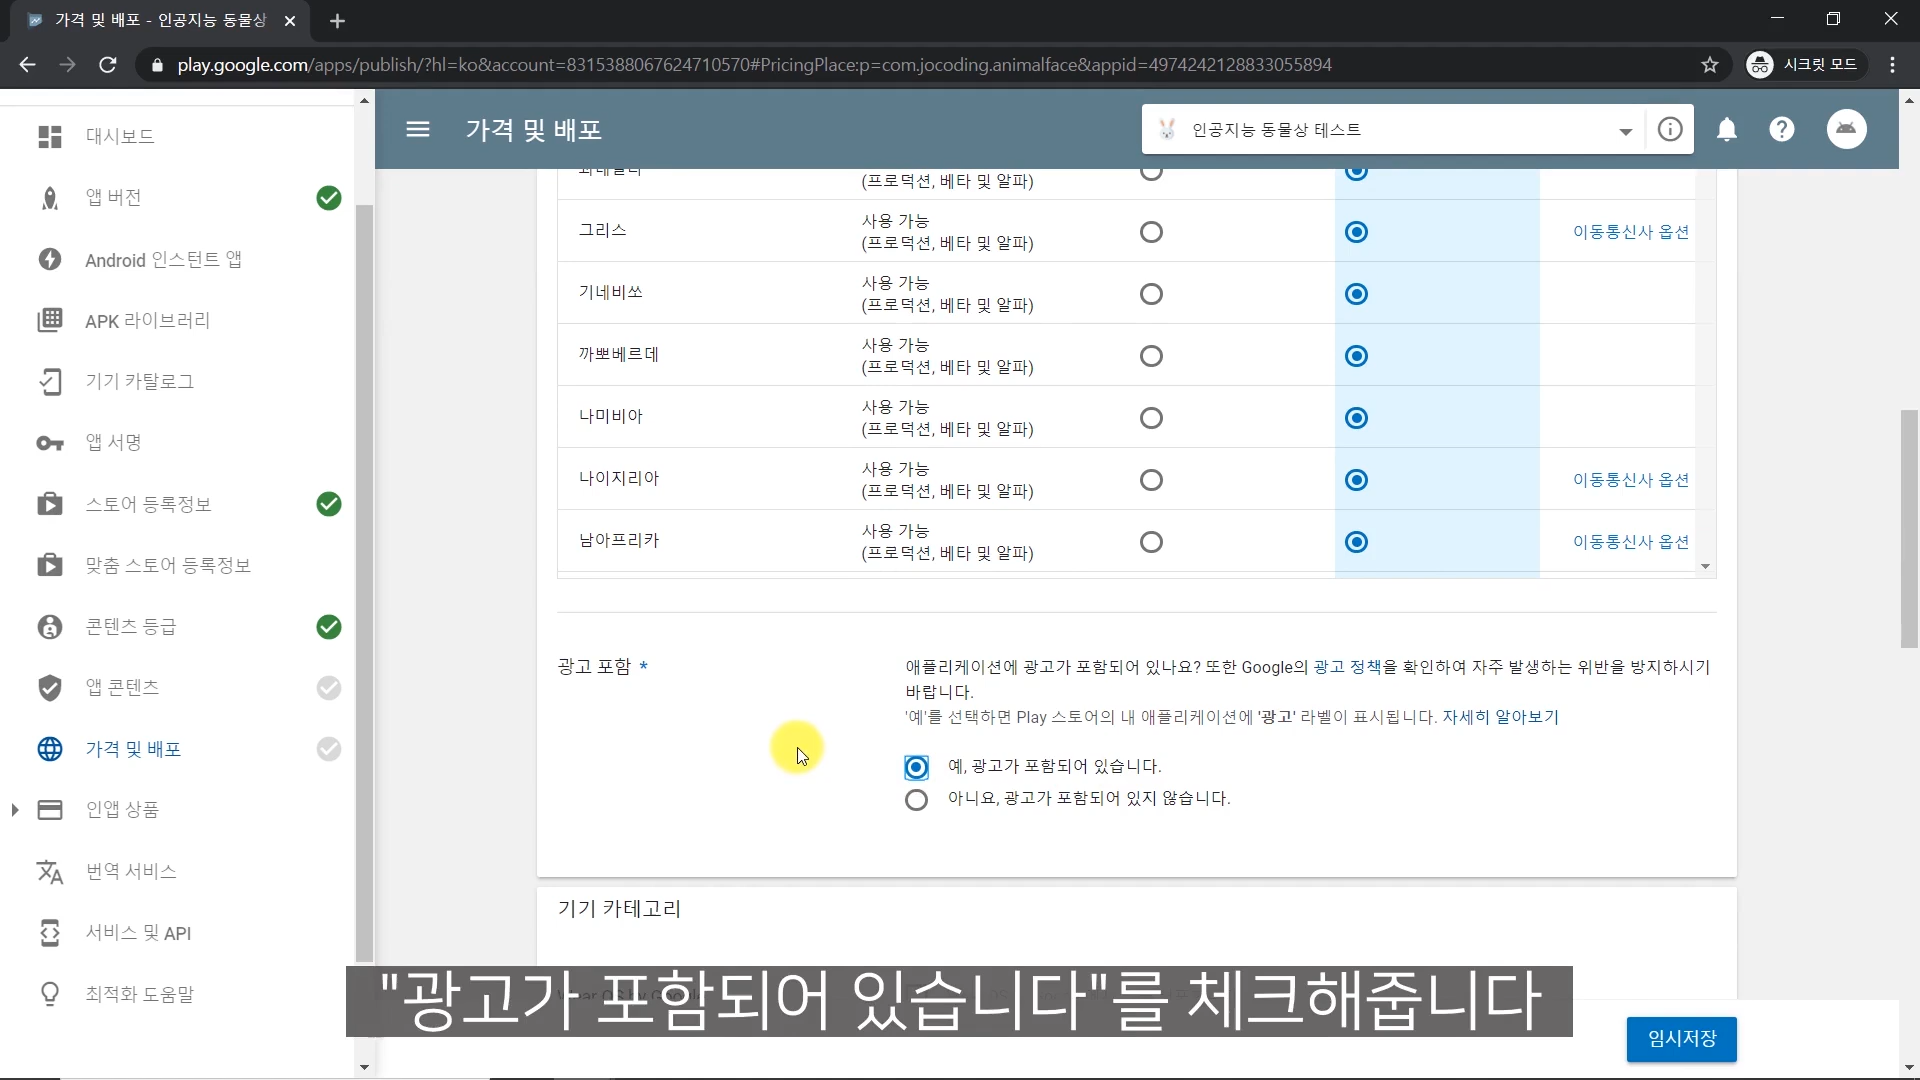 가격 및 배포 - 인공지능 동물상
play.google.com/apps/publish/?hl=ko&account=8315388067624710570#PricingPlace:p=com.jocoding.animalface&appid=4974242128833055894
시크릿 모드
대시보드
앱 버전
Android 인스턴트 앱
APK 라이브러리
기기 카탈로그
앱 서명
스토어 등록정보
맞춤 스토어 등록정보
콘텐츠 등급
앱 콘텐츠
가격 및 배포
인앱 상품
번역 서비스
서비스 및 API
최적화 도움말
가격 및 배포
인공지능 동물상 테스트
(프로덕션, 베타 및 알파)
그리스 사용 가능 (프로덕션, 베타 및 알파) 이동통신사 옵션
기네비쏘 사용 가능 (프로덕션, 베타 및 알파)
까뽀베르데 사용 가능 (프로덕션, 베타 및 알파)
나미비아 사용 가능 (프로덕션, 베타 및 알파)
나이지리아 사용 가능 (프로덕션, 베타 및 알파) 이동통신사 옵션
남아프리카 사용 가능 (프로덕션, 베타 및 알파) 이동통신사 옵션
광고 포함 *
애플리케이션에 광고가 포함되어 있나요? 또한 Google의 광고 정책을 확인하여 자주 발생하는 위반을 방지하시기
바랍니다.
'예'를 선택하면 Play 스토어의 내 애플리케이션에 '광고' 라벨이 표시됩니다. 자세히 알아보기
예, 광고가 포함되어 있습니다.
아니요, 광고가 포함되어 있지 않습니다.
기기 카테고리
"광고가 포함되어 있습니다"를 체크해줍니다
임시저장